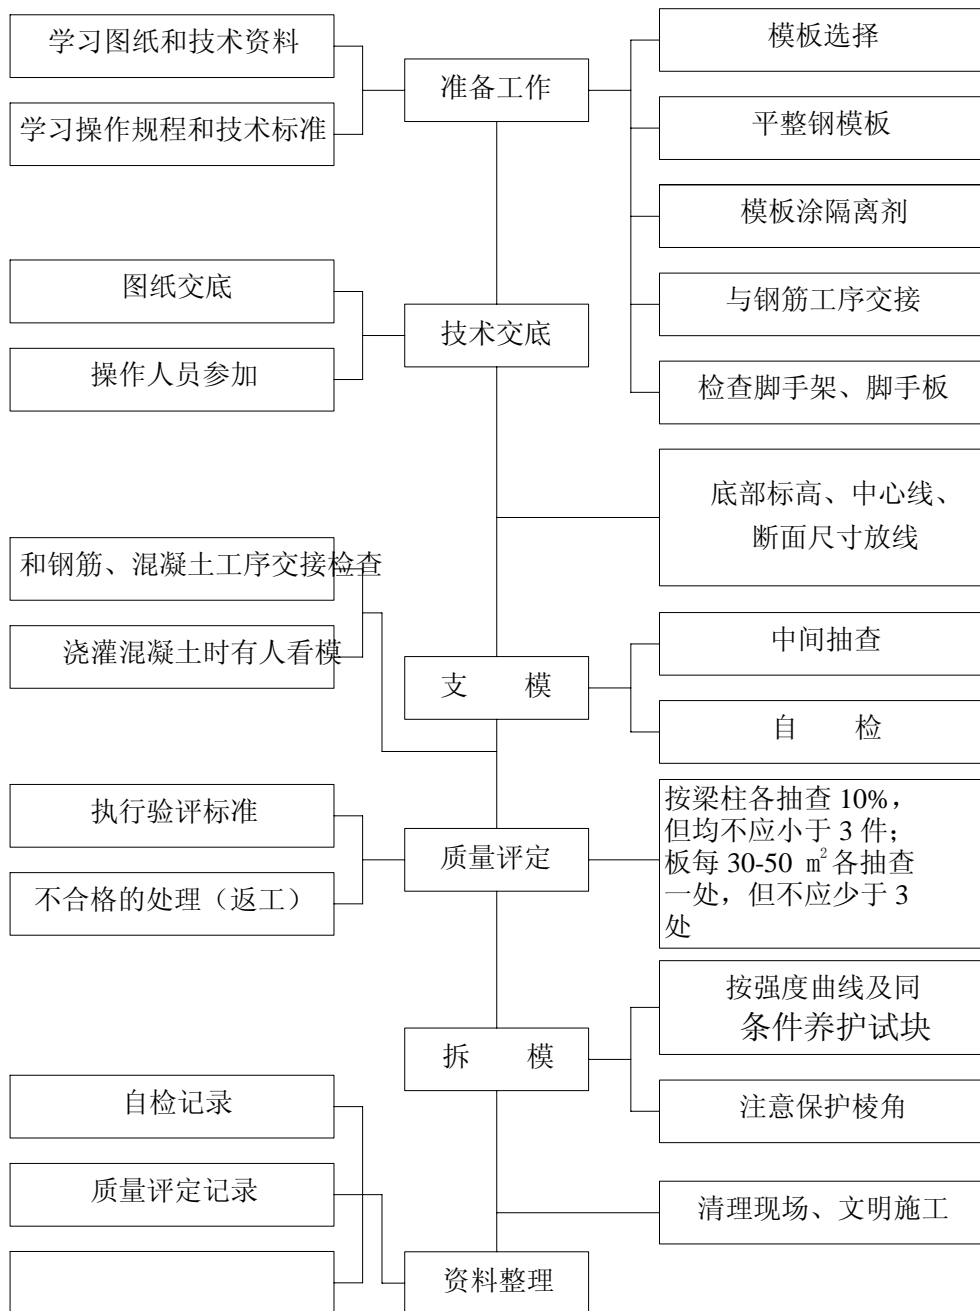 学习图纸和技术资料
学习操作规程和技术标准
准备工作
模板选择
平整钢模板
模板涂隔离剂
与钢筋工序交接
检查脚手架、脚手板
图纸交底
操作人员参加
技术交底
底部标高、中心线、
断面尺寸放线
和钢筋、混凝土工序交接检查
浇灌混凝土时有人看模
支 模
中间抽查
自 检
执行验评标准
不合格的处理（返工）
质量评定
按梁柱各抽查 10%，
但均不应小于 3 件；
板每 30-50 ㎡各抽查
一处，但不应少于 3
处
拆 模
按强度曲线及同
条件养护试块
注意保护棱角
自检记录
质量评定记录
清理现场、文明施工
资料整理